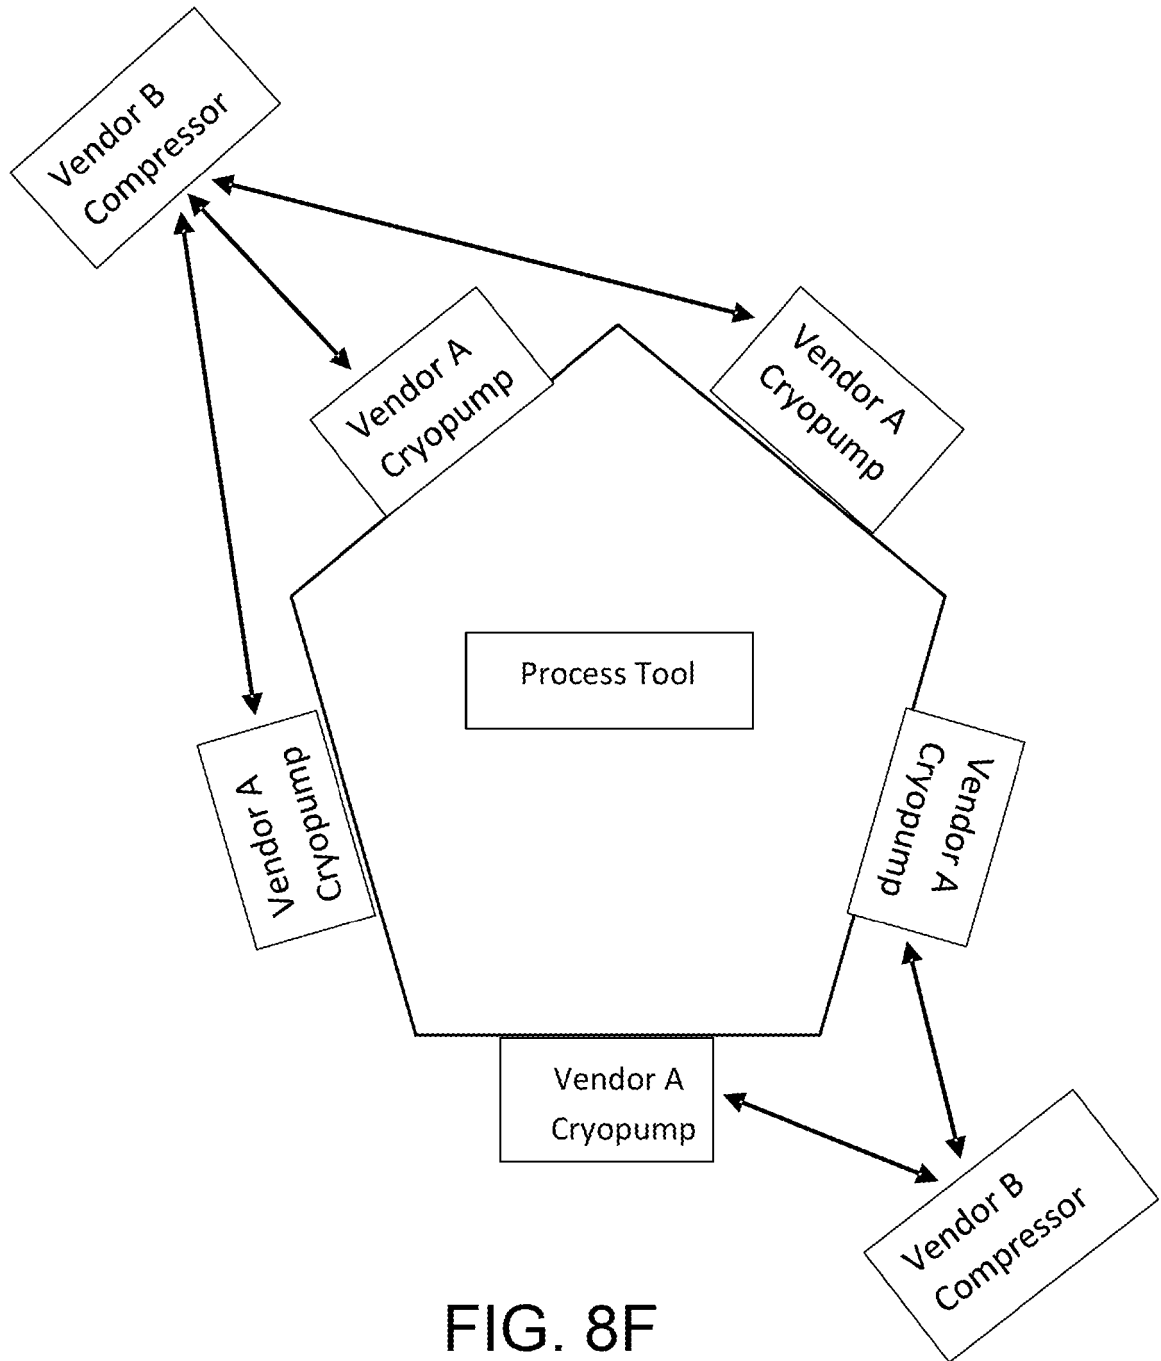 Vendor B
Compressor
Vendor A
Cryopump
Vendor A
Cryopump
Process Tool
Vendor A
Cryopump
Vendor A
Cryopump
Vendor A
Cryopump
Vendor B
Compressor
FIG. 8F